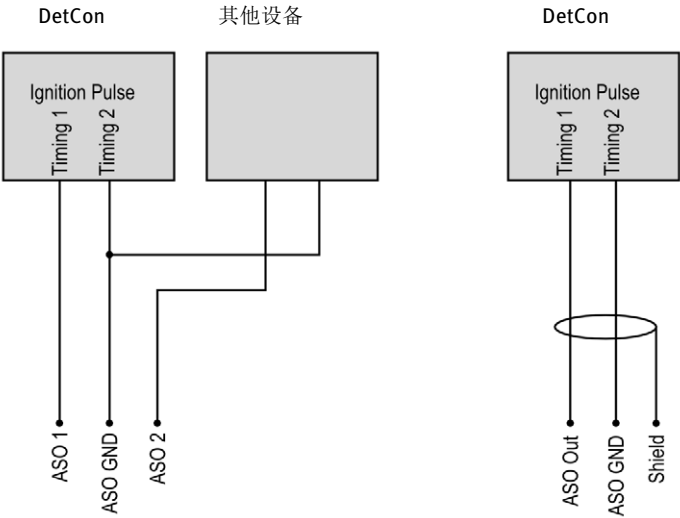 DetCon
其他设备
DetCon
Ignition Pulse
Timing 1
Timing 2
Ignition Pulse
Timing 1
Timing 2
ASO 1
ASO GND
ASO 2
ASO Out
ASO GND
Shield